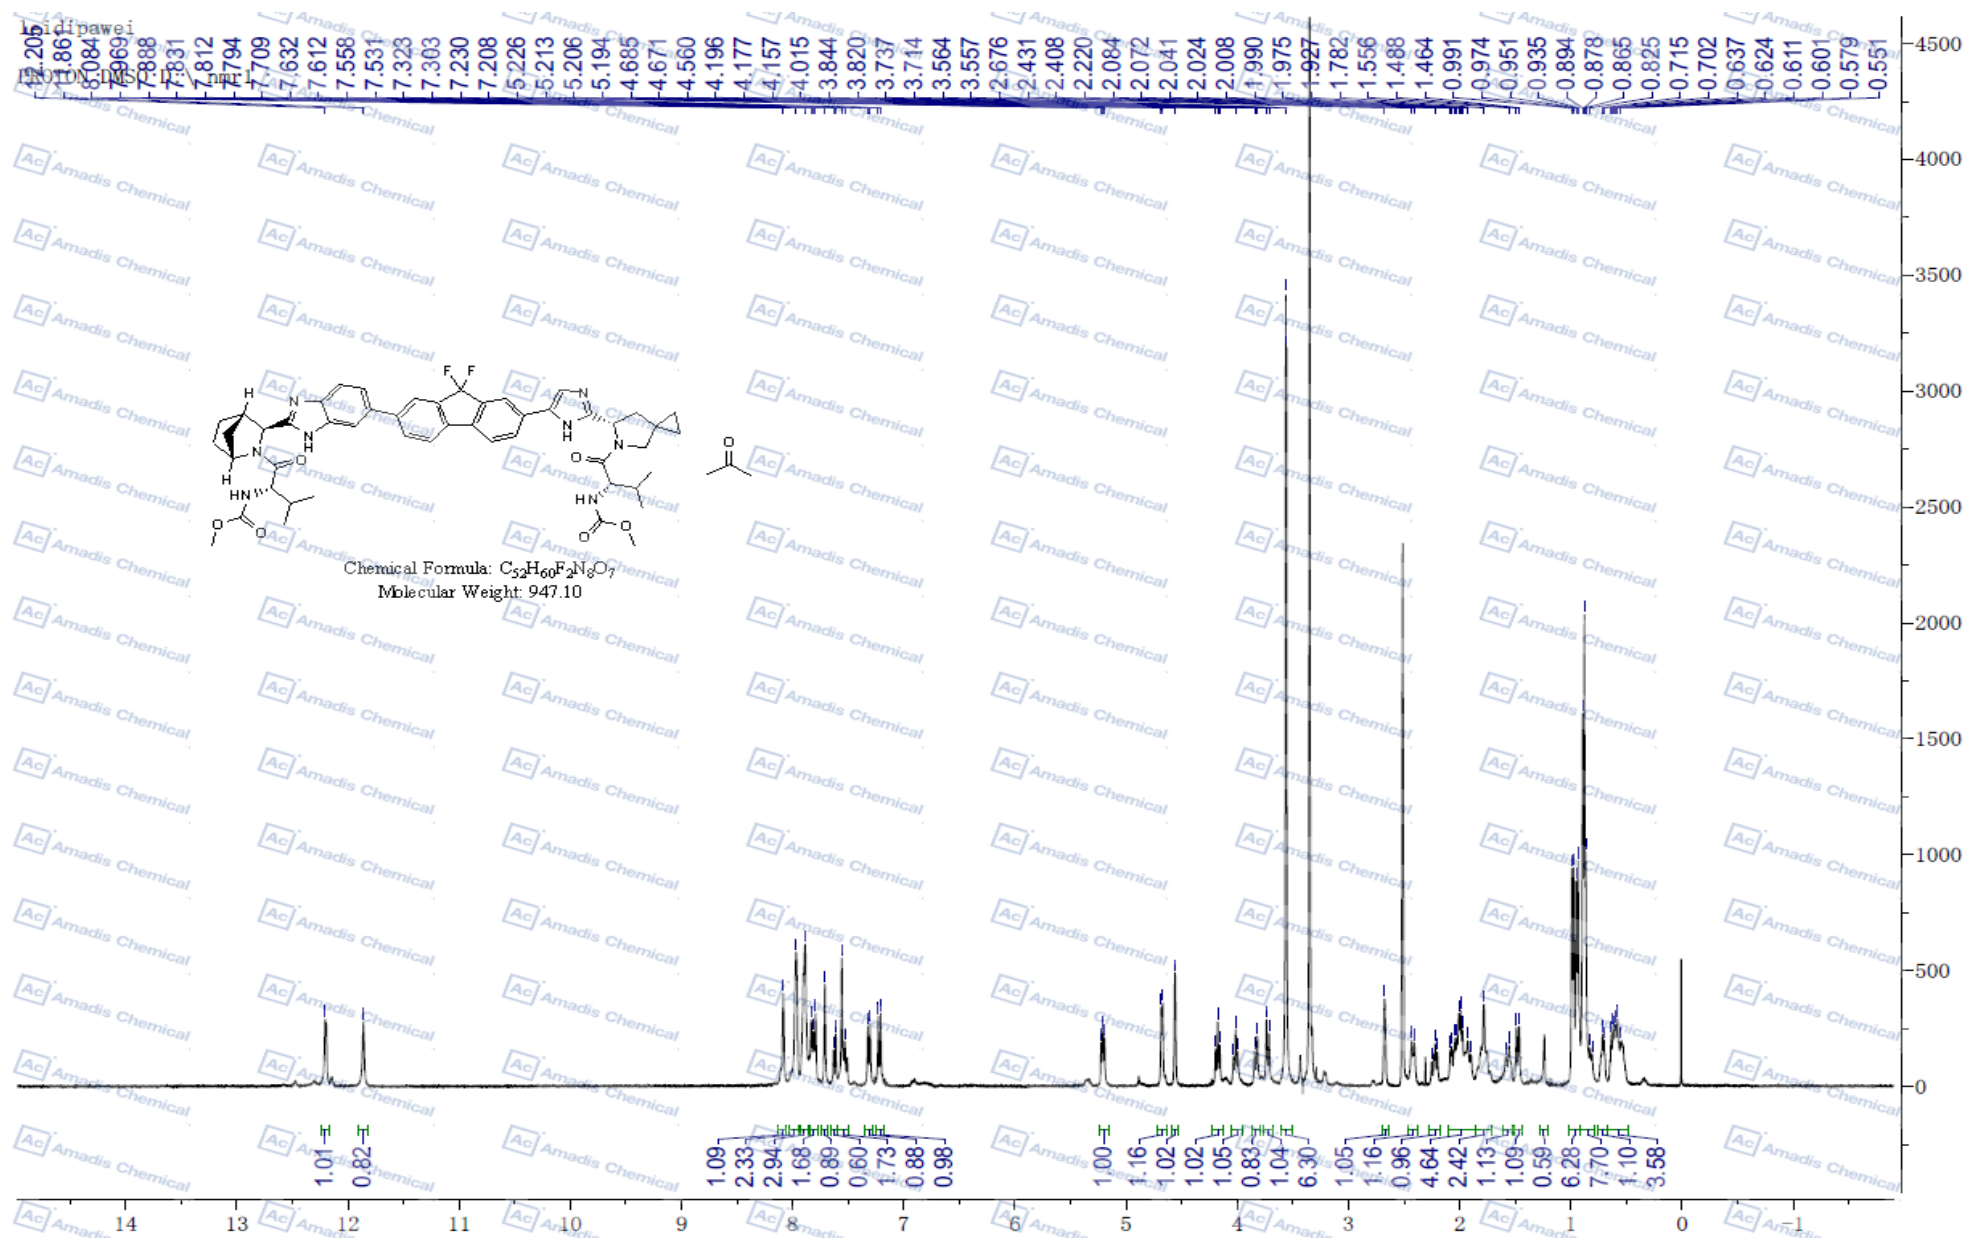 leidipawei
12.205 11.861 8.084 7.969 7.888 7.831 7.812 7.794 7.709 7.632 7.612 7.558 7.531 7.323 7.303 7.230 7.208 5.226 5.213 5.206 5.194 4.685 4.671 4.560 4.196 4.177 4.157 4.015 3.844 3.820 3.737 3.714 3.564 3.557 2.676 2.431 2.408 2.220 2.084 2.072 2.041 2.024 2.008 1.990 1.975 1.927 1.782 1.556 1.488 1.464 0.991 0.974 0.951 0.935 0.894 0.878 0.865 0.825 0.715 0.702 0.637 0.624 0.611 0.601 0.579 0.551
PROTON DMSO D:\ nmr1
4500
4000
3500
3000
2500
2000
1500
1000
500
0
F F
H N N H N H N O O N H HN O O O N HN O O O
Chemical Formula: C52H60F2N8O7
Molecular Weight: 947.10
1.01 0.82 1.09 2.33 2.94 1.68 0.89 0.60 1.73 0.88 0.98 1.00 1.16 1.02 1.02 1.05 0.83 1.04 6.30 1.05 1.16 0.96 4.64 2.42 1.13 1.09 0.59 6.28 7.70 1.10 3.58
14 13 12 11 10 9 8 7 6 5 4 3 2 1 0 -1
Ac Amadis Chemical